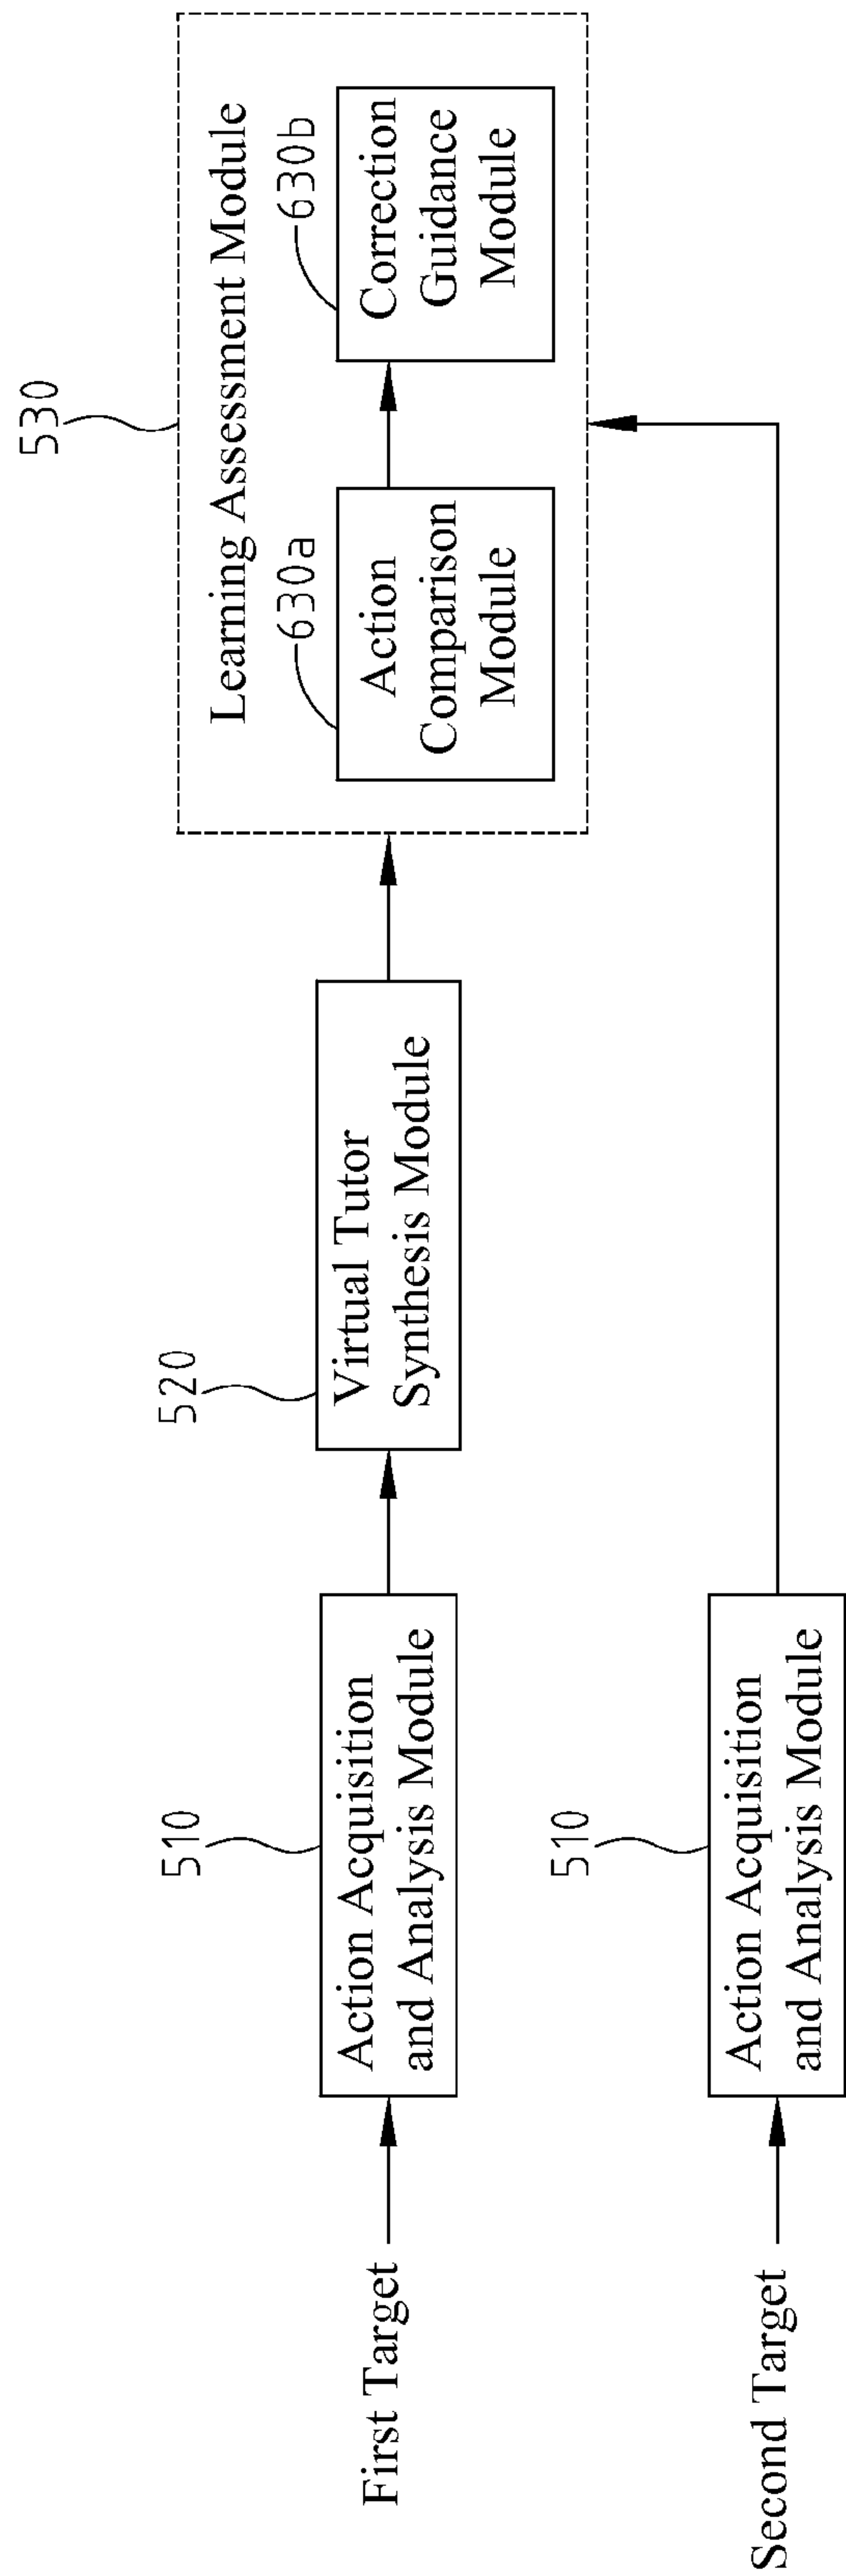 First Target
510
Action Acquisition
and Analysis Module
520
Virtual Tutor
Synthesis Module
530
Learning Assessment Module
630a
Action
Comparison
Module
630b
Correction
Guidance
Module
Second Target
510
Action Acquisition
and Analysis Module